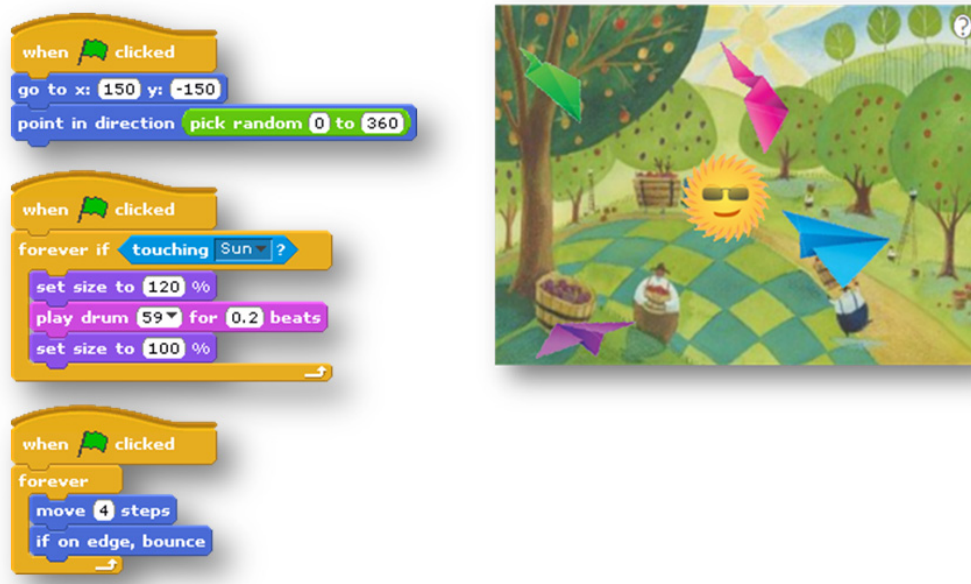 when clicked
go to x: 150 y: -150
point in direction pick random 0 to 360
when clicked
forever if touching Sun ?
set size to 120 %
play drum 59 for 0.2 beats
set size to 100 %
when clicked
forever
move 4 steps
if on edge, bounce
?